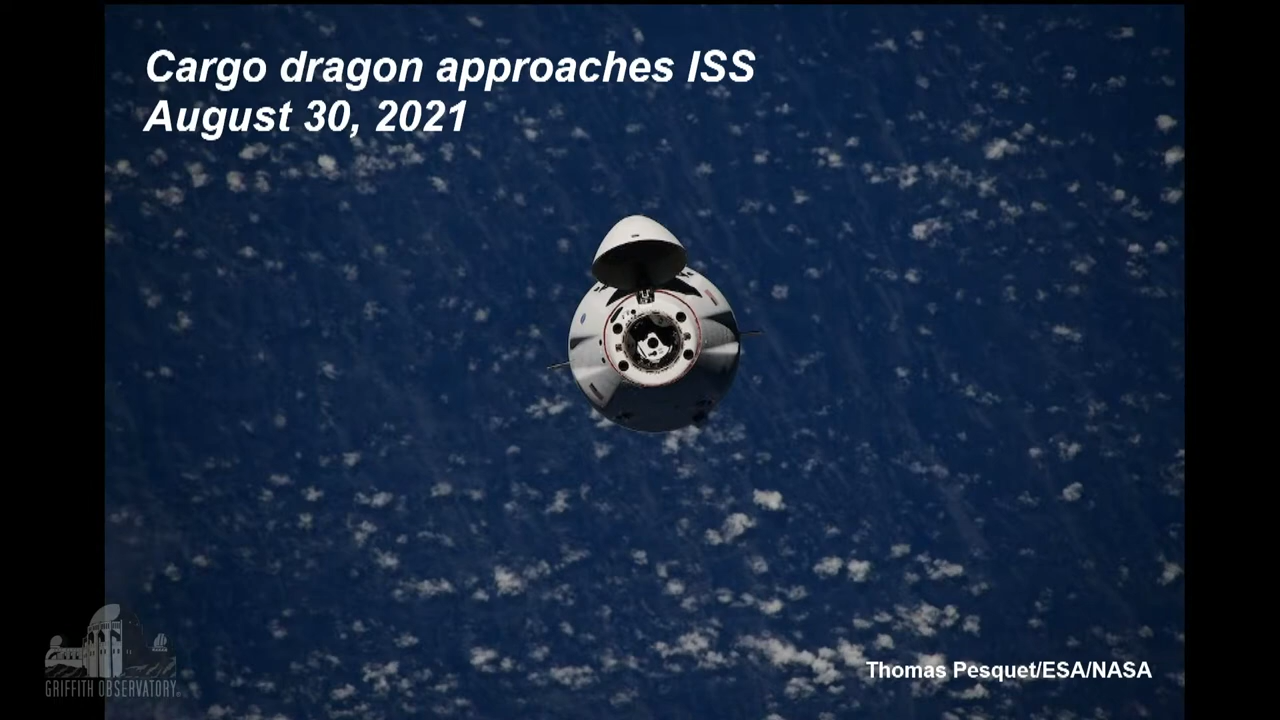 Cargo dragon approaches ISS
August 30, 2021
Thomas Pesquet/ESA/NASA
GRIFFITH OBSERVATORY